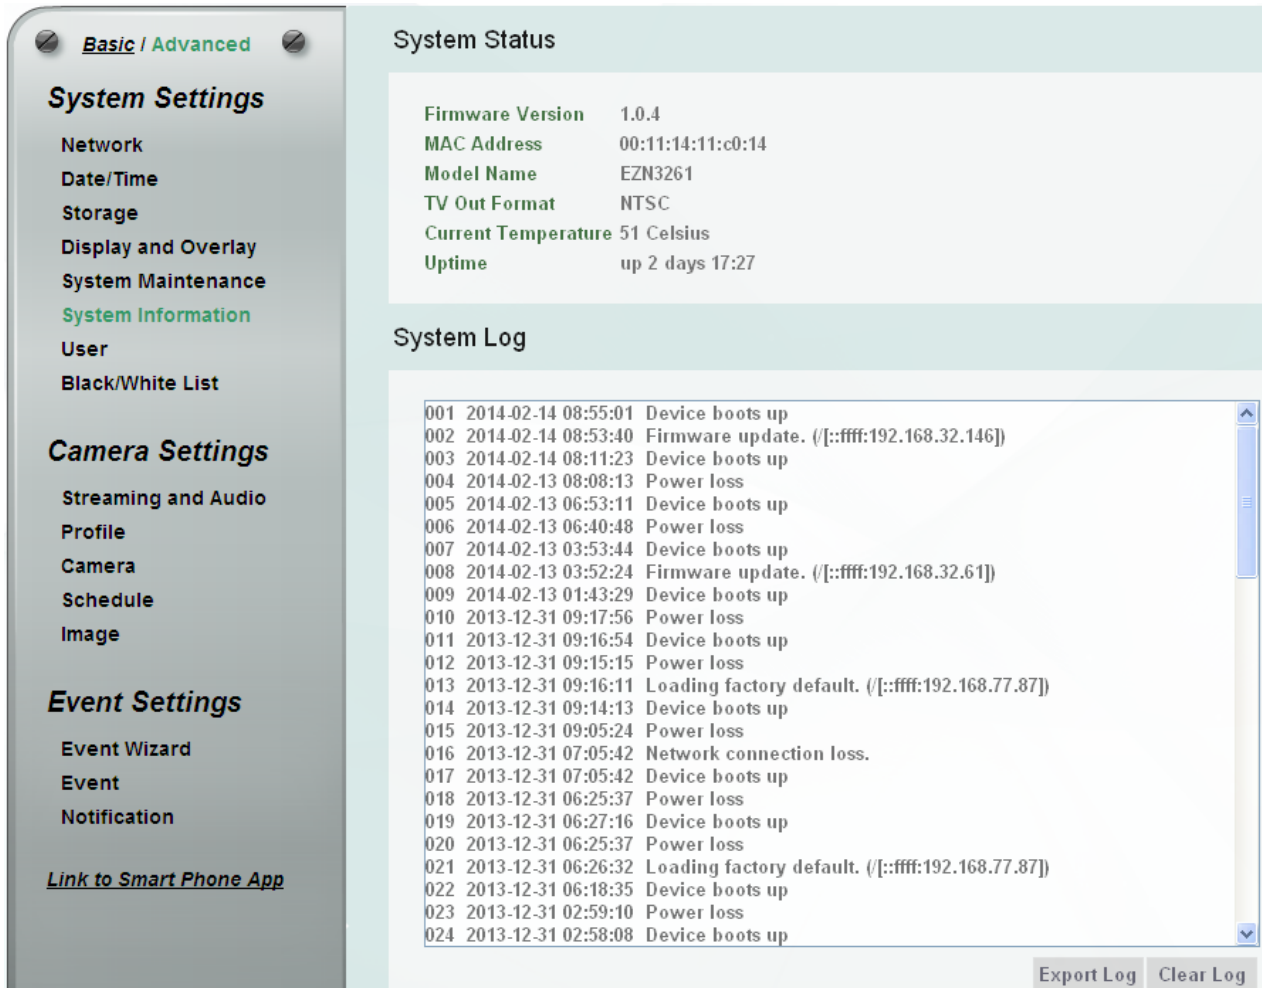 Basic / Advanced
System Settings
Network
Date/Time
Storage
Display and Overlay
System Maintenance
System Information
User
Black/White List
Camera Settings
Streaming and Audio
Profile
Camera
Schedule
Image
Event Settings
Event Wizard
Event
Notification
Link to Smart Phone App
System Status
Firmware Version 1.0.4
MAC Address 00:11:14:11:c0:14
Model Name EZN3261
TV Out Format NTSC
Current Temperature 51 Celsius
Uptime up 2 days 17:27
System Log
001 2014-02-14 08:55:01 Device boots up
002 2014-02-14 08:53:40 Firmware update. (/[::ffff:192.168.32.146])
003 2014-02-14 08:11:23 Device boots up
004 2014-02-13 08:08:13 Power loss
005 2014-02-13 06:53:11 Device boots up
006 2014-02-13 06:40:48 Power loss
007 2014-02-13 03:53:44 Device boots up
008 2014-02-13 03:52:24 Firmware update. (/[::ffff:192.168.32.61])
009 2014-02-13 01:43:29 Device boots up
010 2013-12-31 09:17:56 Power loss
011 2013-12-31 09:16:54 Device boots up
012 2013-12-31 09:15:15 Power loss
013 2013-12-31 09:16:11 Loading factory default. (/[::ffff:192.168.77.87])
014 2013-12-31 09:14:13 Device boots up
015 2013-12-31 09:05:24 Power loss
016 2013-12-31 07:05:42 Network connection loss.
017 2013-12-31 07:05:42 Device boots up
018 2013-12-31 06:25:37 Power loss
019 2013-12-31 06:27:16 Device boots up
020 2013-12-31 06:25:37 Power loss
021 2013-12-31 06:26:32 Loading factory default. (/[::ffff:192.168.77.87])
022 2013-12-31 06:18:35 Device boots up
023 2013-12-31 02:59:10 Power loss
024 2013-12-31 02:58:08 Device boots up
Export Log Clear Log